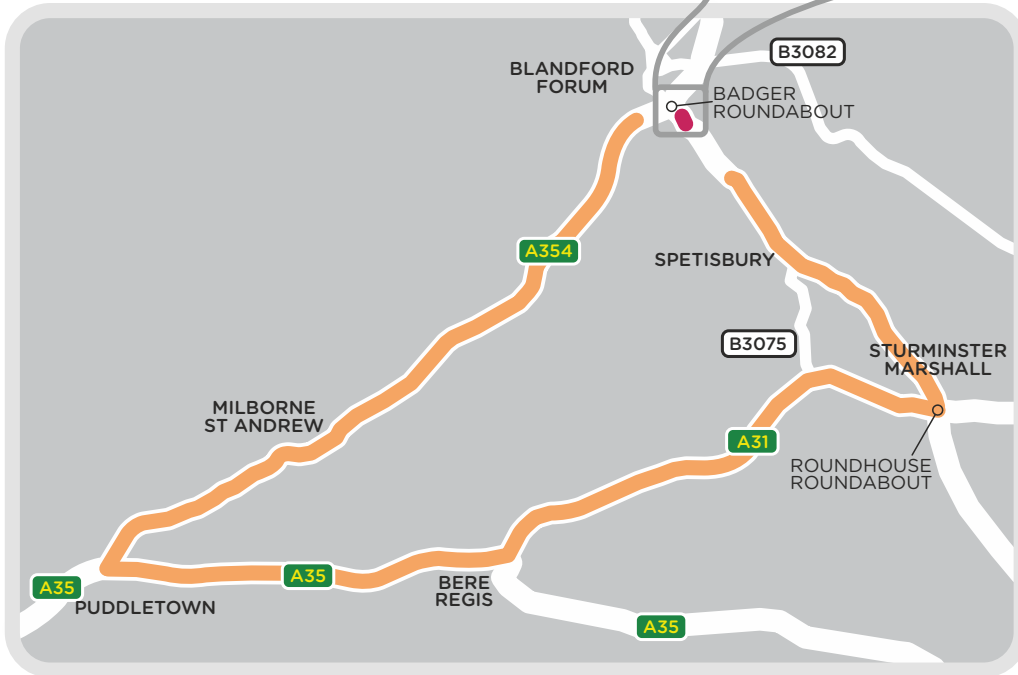 B3082
BLANDFORD
FORUM
BADGER
ROUNDABOUT
A354
SPETISBURY
B3075
STURMINSTER
MARSHALL
MILBORNE
ST ANDREW
A31
ROUNDHOUSE
ROUNDABOUT
A35
A35
PUDDLETOWN
BERE
REGIS
A35